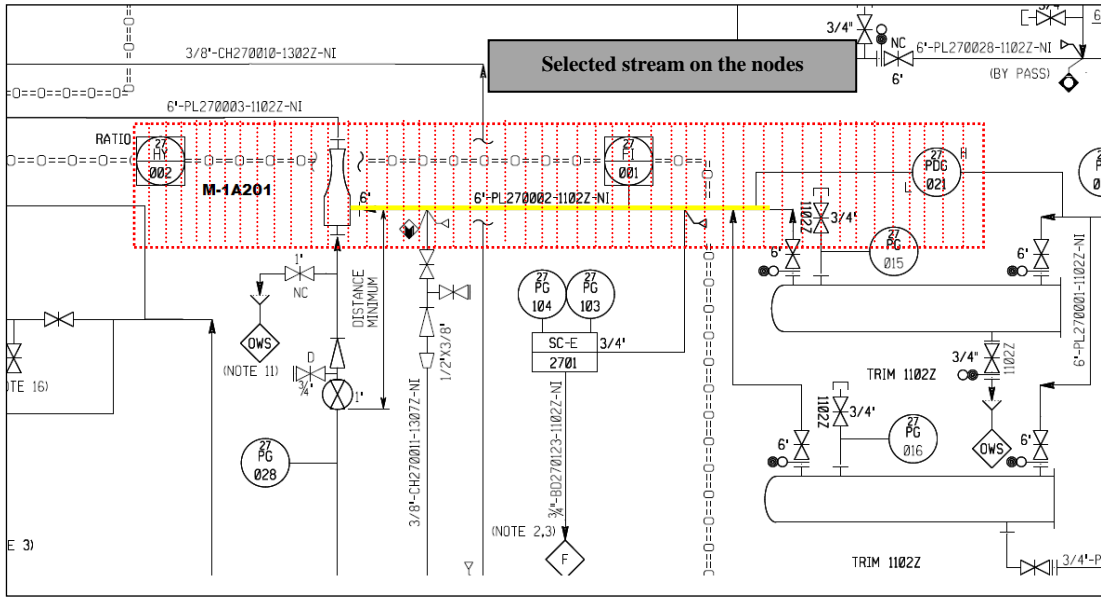 3/4"
6
3/4"
NC
6'-PL270028-1102Z-NI
3/8'-CH270010-1302Z-NI
Selected stream on the nodes
6'
(BY PASS)
6'-PL270003-1102Z-NI
RATIO
27
HY
002
27
FI
001
27
PDG
021
H
L
M-1A201
6'
6'-PL270002-1102Z-NI
1102Z
3/4'
27
PG
015
6'
6'
1'
NC
DISTANCE
MINIMUM
27
PG
104
27
PG
103
6'-PL270001-1102Z-NI
OWS
(NOTE 11)
1/2'X3/8'
SC-E
2701
3/4'
3/4"
1102Z
D
3/4'
1'
TRIM 1102Z
OTE 16)
1102Z
3/4'
27
PG
028
3/8'-CH270011-1307Z-NI
3/4"-BD270123-1102Z-NI
6'
27
PG
016
OWS
6'
(NOTE 2,3)
E 3)
F
TRIM 1102Z
3/4'-P